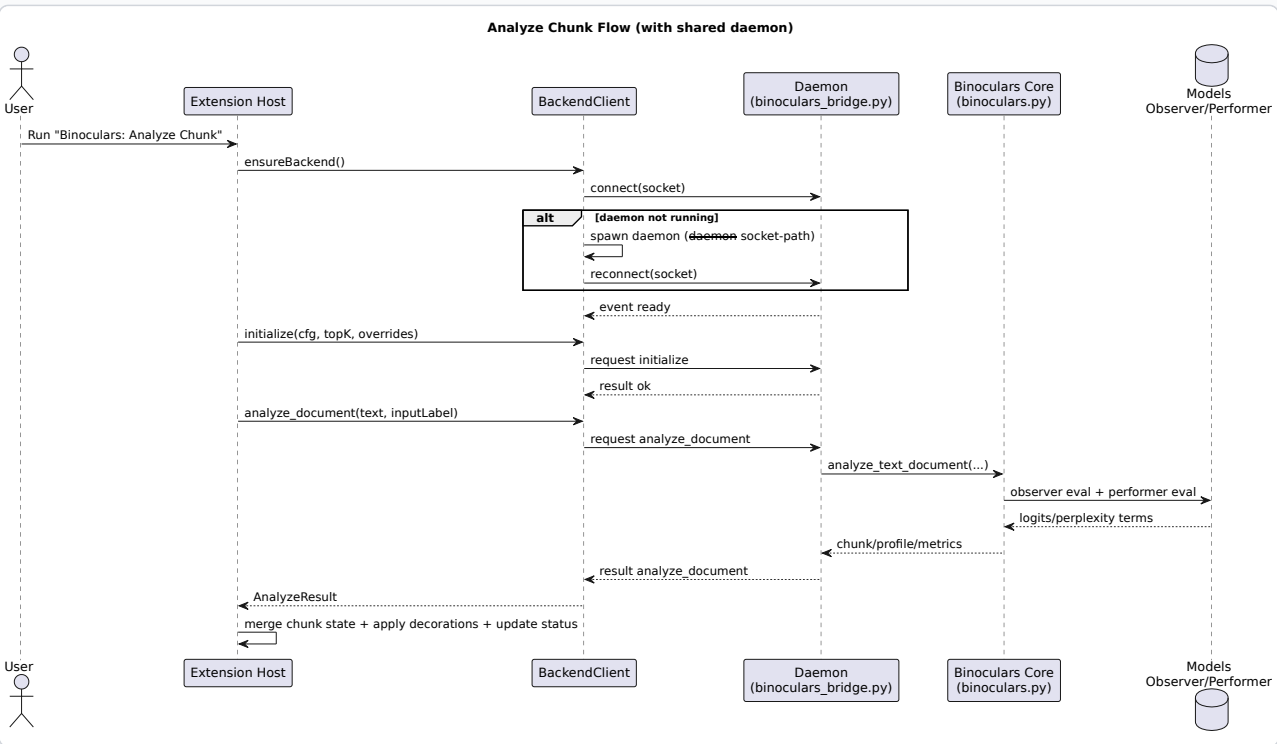 Analyze Chunk Flow (with shared daemon)
User
Extension Host
BackendClient
Daemon
(binoculars_bridge.py)
Binoculars Core
(binoculars.py)
Models
Observer/Performer
Run "Binoculars: Analyze Chunk"
ensureBackend()
connect(socket)
alt
[daemon not running]
spawn daemon (daemon socket-path)
reconnect(socket)
event ready
initialize(cfg, topK, overrides)
request initialize
result ok
analyze_document(text, inputLabel)
request analyze_document
analyze_text_document(...)
observer eval + performer eval
logits/perplexity terms
chunk/profile/metrics
result analyze_document
AnalyzeResult
merge chunk state + apply decorations + update status
User
Extension Host
BackendClient
Daemon
(binoculars_bridge.py)
Binoculars Core
(binoculars.py)
Models
Observer/Performer